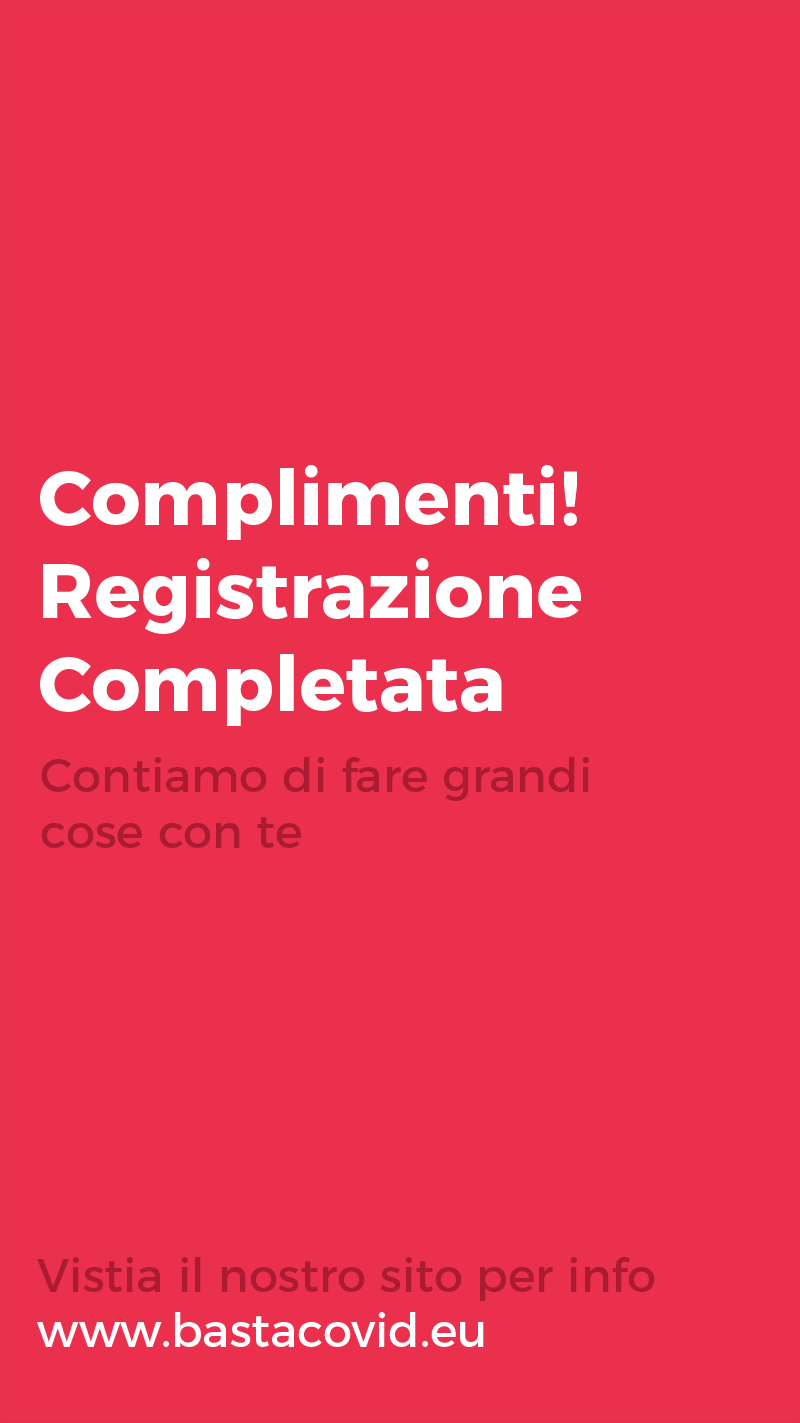 Complimenti!
Registrazione
Completata
Contiamo di fare grandi
cose con te
Vistia il nostro sito per info
www.bastacovid.eu